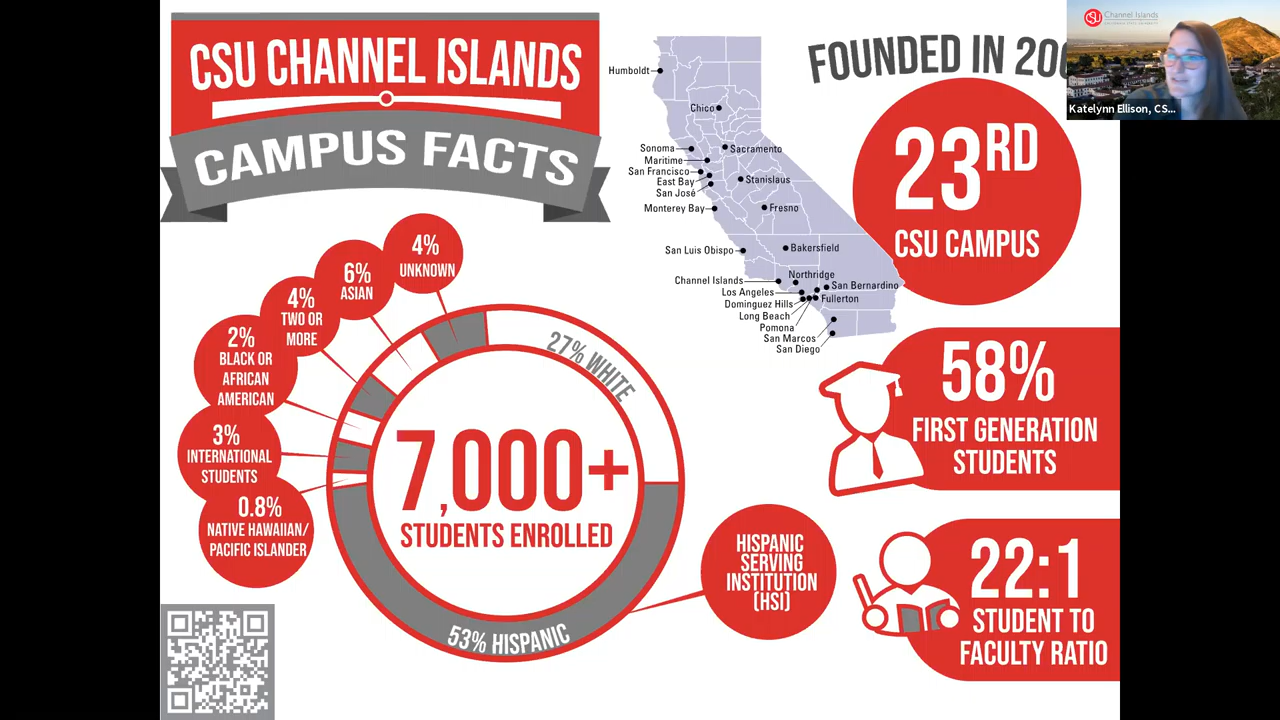 CSU CHANNEL ISLANDS
CAMPUS FACTS
4%
UNKNOWN
6%
ASIAN
4%
TWO OR
MORE
2%
BLACK OR
AFRICAN
AMERICAN
3%
INTERNATIONAL
STUDENTS
0.8%
NATIVE HAWAIIAN/
PACIFIC ISLANDER
27% WHITE
7,000+
STUDENTS ENROLLED
53% HISPANIC
HISPANIC
SERVING
INSTITUTION
(HSI)
Humboldt
Chico
Sonoma
Sacramento
Maritime
San Francisco
East Bay
Stanislaus
San José
Monterey Bay
Fresno
San Luis Obispo
Bakersfield
Northridge
Channel Islands
San Bernardino
Los Angeles
Fullerton
Dominguez Hills
Long Beach
Pomona
San Marcos
San Diego
FOUNDED IN 200
23RD
CSU CAMPUS
58%
FIRST GENERATION
STUDENTS
22:1
STUDENT TO
FACULTY RATIO
CSU Channel Islands
CALIFORNIA STATE UNIVERSITY
Katelynn Ellison, CS...